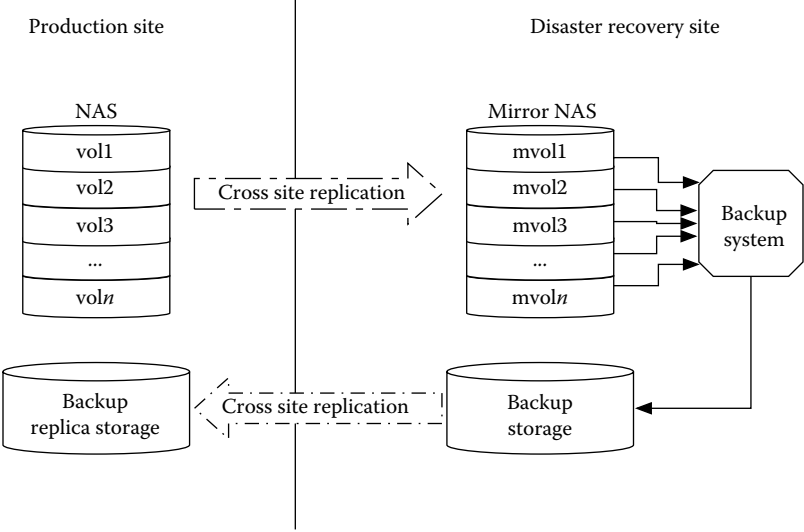 Production site
Disaster recovery site
NAS
vol1
vol2
vol3
...
voln
Cross site replication
Mirror NAS
mvol1
mvol2
mvol3
...
mvoln
Backup
system
Backup
replica storage
Cross site replication
Backup
storage